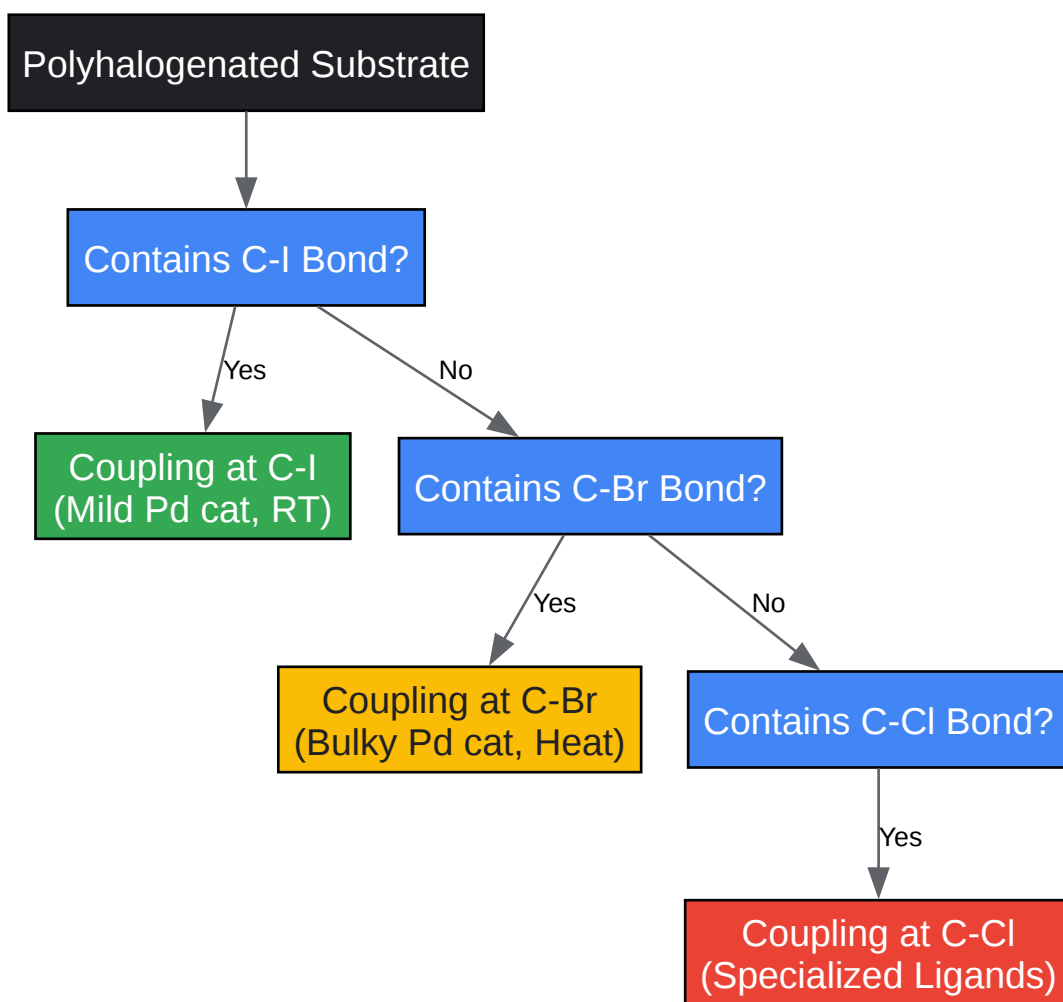 Polyhalogenated Substrate
Contains C-I Bond?
Yes
No
Coupling at C-I
(Mild Pd cat, RT)
Contains C-Br Bond?
Yes
No
Coupling at C-Br
(Bulky Pd cat, Heat)
Contains C-Cl Bond?
Yes
Coupling at C-Cl
(Specialized Ligands)